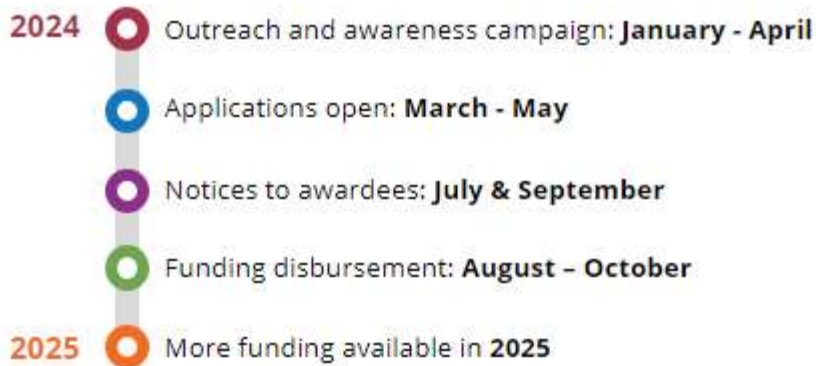 2024 Outreach and awareness campaign: January - April
Applications open: March - May
Notices to awardees: July & September
Funding disbursement: August – October
2025 More funding available in 2025